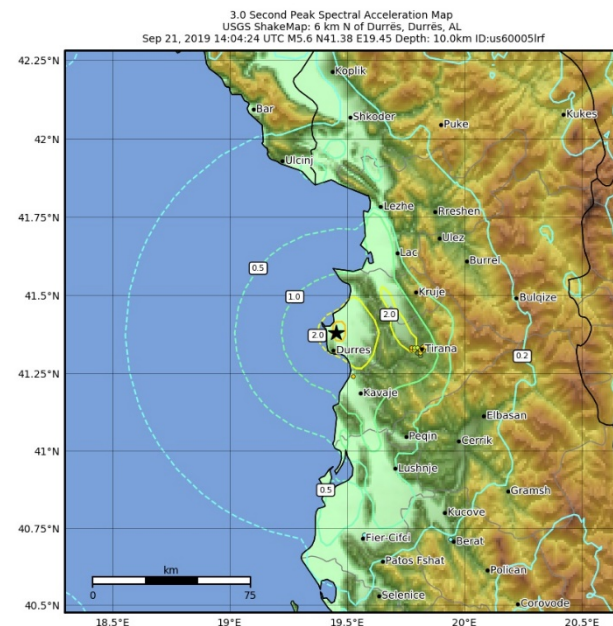 3.0 Second Peak Spectral Acceleration Map
USGS ShakeMap: 6 km N of Durrës, Durrës, AL
Sep 21, 2019 14:04:24 UTC M5.6 N41.38 E19.45 Depth: 10.0km ID:us60005lrf
42.25°N
Koplik
Bar
Shkoder
Puke
Kukes
42°N
Ulcinj
Lezhe
41.75°N
Rreshen
Ulez
Lac
Burrel
0.5
1.0
Kruje
41.5°N
Bulqize
2.0
2.0
Durres
Tirana
0.2
41.25°N
Kavaje
Elbasan
Peqin
Cerrik
41°N
Lushnje
0.5
Gramsh
Kucove
40.75°N
Fier-Cifci
Berat
Patos Fshat
Polican
km
0
75
Selenice
Corovode
40.5°N
18.5°E
19°E
19.5°E
20°E
20.5°E